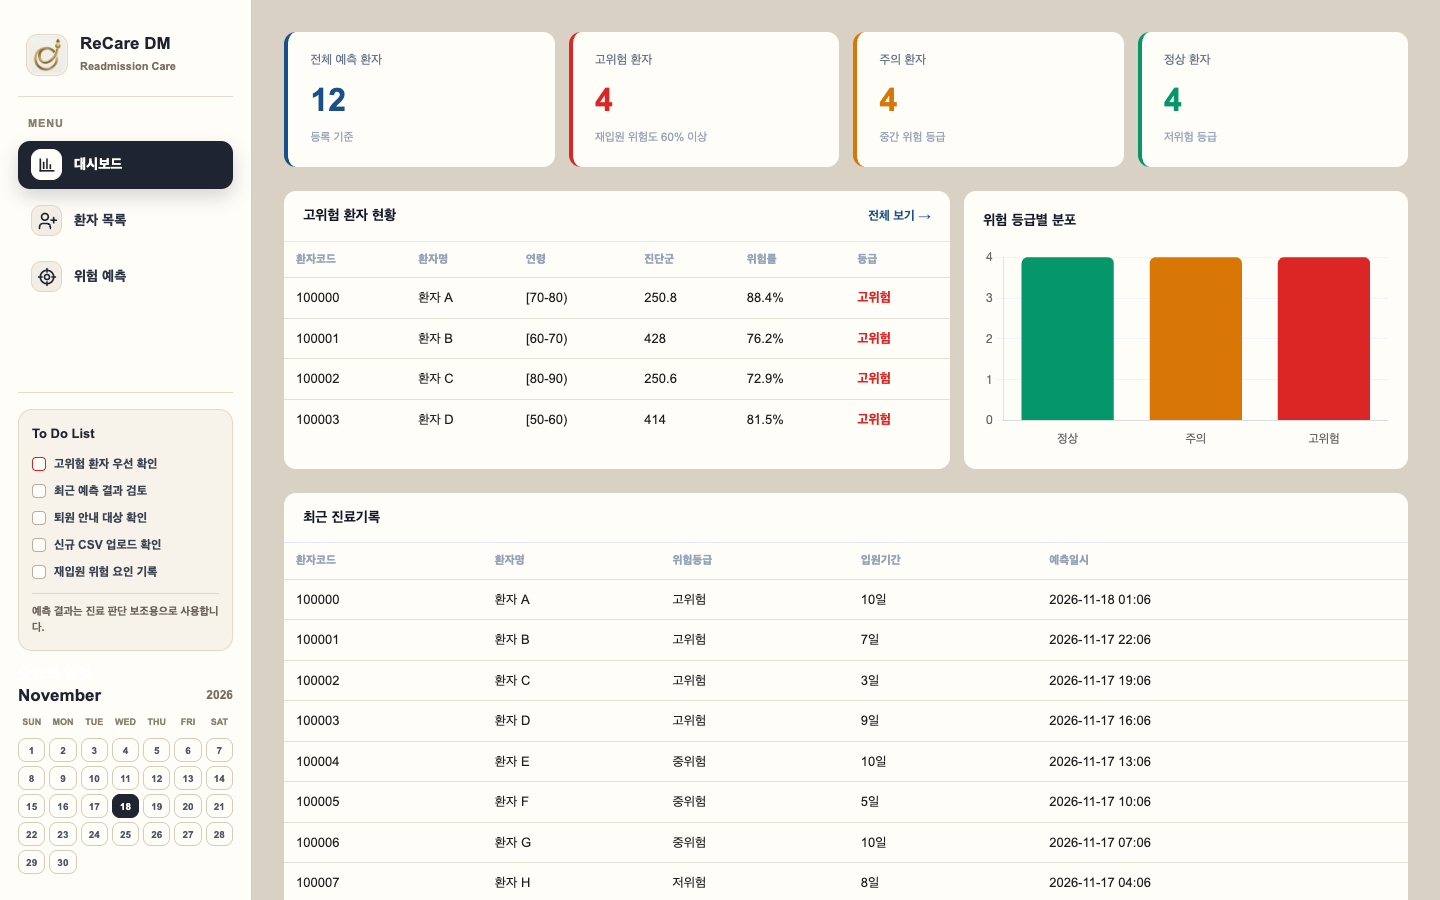 ReCare DM
Readmission Care
MENU
대시보드
환자 목록
위험 예측
To Do List
고위험 환자 우선 확인
최근 예측 결과 검토
퇴원 안내 대상 확인
신규 CSV 업로드 확인
재입원 위험 요인 기록
예측 결과는 진료 판단 보조용으로 사용합니
다.
November 2026
SUN MON TUE WED THU FRI SAT
1 2 3 4 5 6 7
8 9 10 11 12 13 14
15 16 17 18 19 20 21
22 23 24 25 26 27 28
29 30
전체 예측 환자
12
등록 기준
고위험 환자
4
재입원 위험도 60% 이상
주의 환자
4
중간 위험 등급
정상 환자
4
저위험 등급
고위험 환자 현황 전체 보기 →
환자코드 환자명 연령 진단군 위험률 등급
100000 환자 A [70-80) 250.8 88.4% 고위험
100001 환자 B [60-70) 428 76.2% 고위험
100002 환자 C [80-90) 250.6 72.9% 고위험
100003 환자 D [50-60) 414 81.5% 고위험
위험 등급별 분포
4
3
2
1
0
정상 주의 고위험
최근 진료기록
환자코드 환자명 위험등급 입원기간 예측일시
100000 환자 A 고위험 10일 2026-11-18 01:06
100001 환자 B 고위험 7일 2026-11-17 22:06
100002 환자 C 고위험 3일 2026-11-17 19:06
100003 환자 D 고위험 9일 2026-11-17 16:06
100004 환자 E 중위험 10일 2026-11-17 13:06
100005 환자 F 중위험 5일 2026-11-17 10:06
100006 환자 G 중위험 10일 2026-11-17 07:06
100007 환자 H 저위험 8일 2026-11-17 04:06